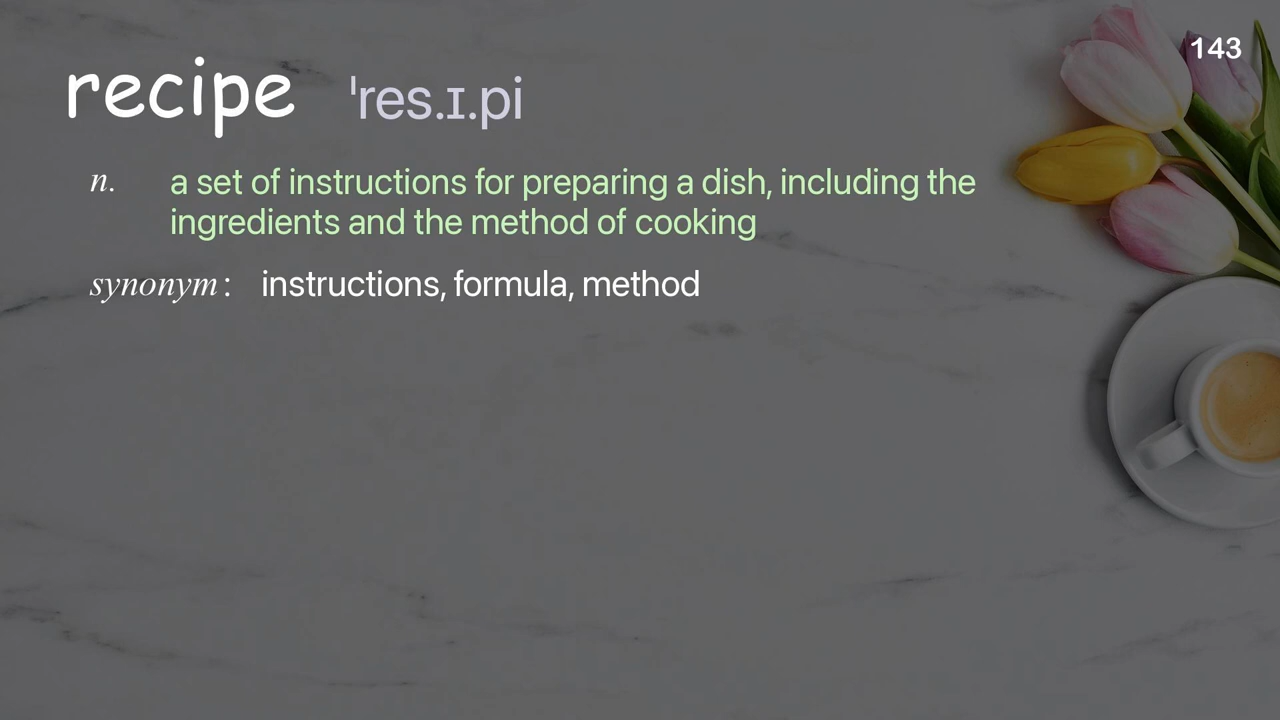 143
recipe ˈres.ɪ.pi
n. a set of instructions for preparing a dish, including the
ingredients and the method of cooking
synonym: instructions, formula, method